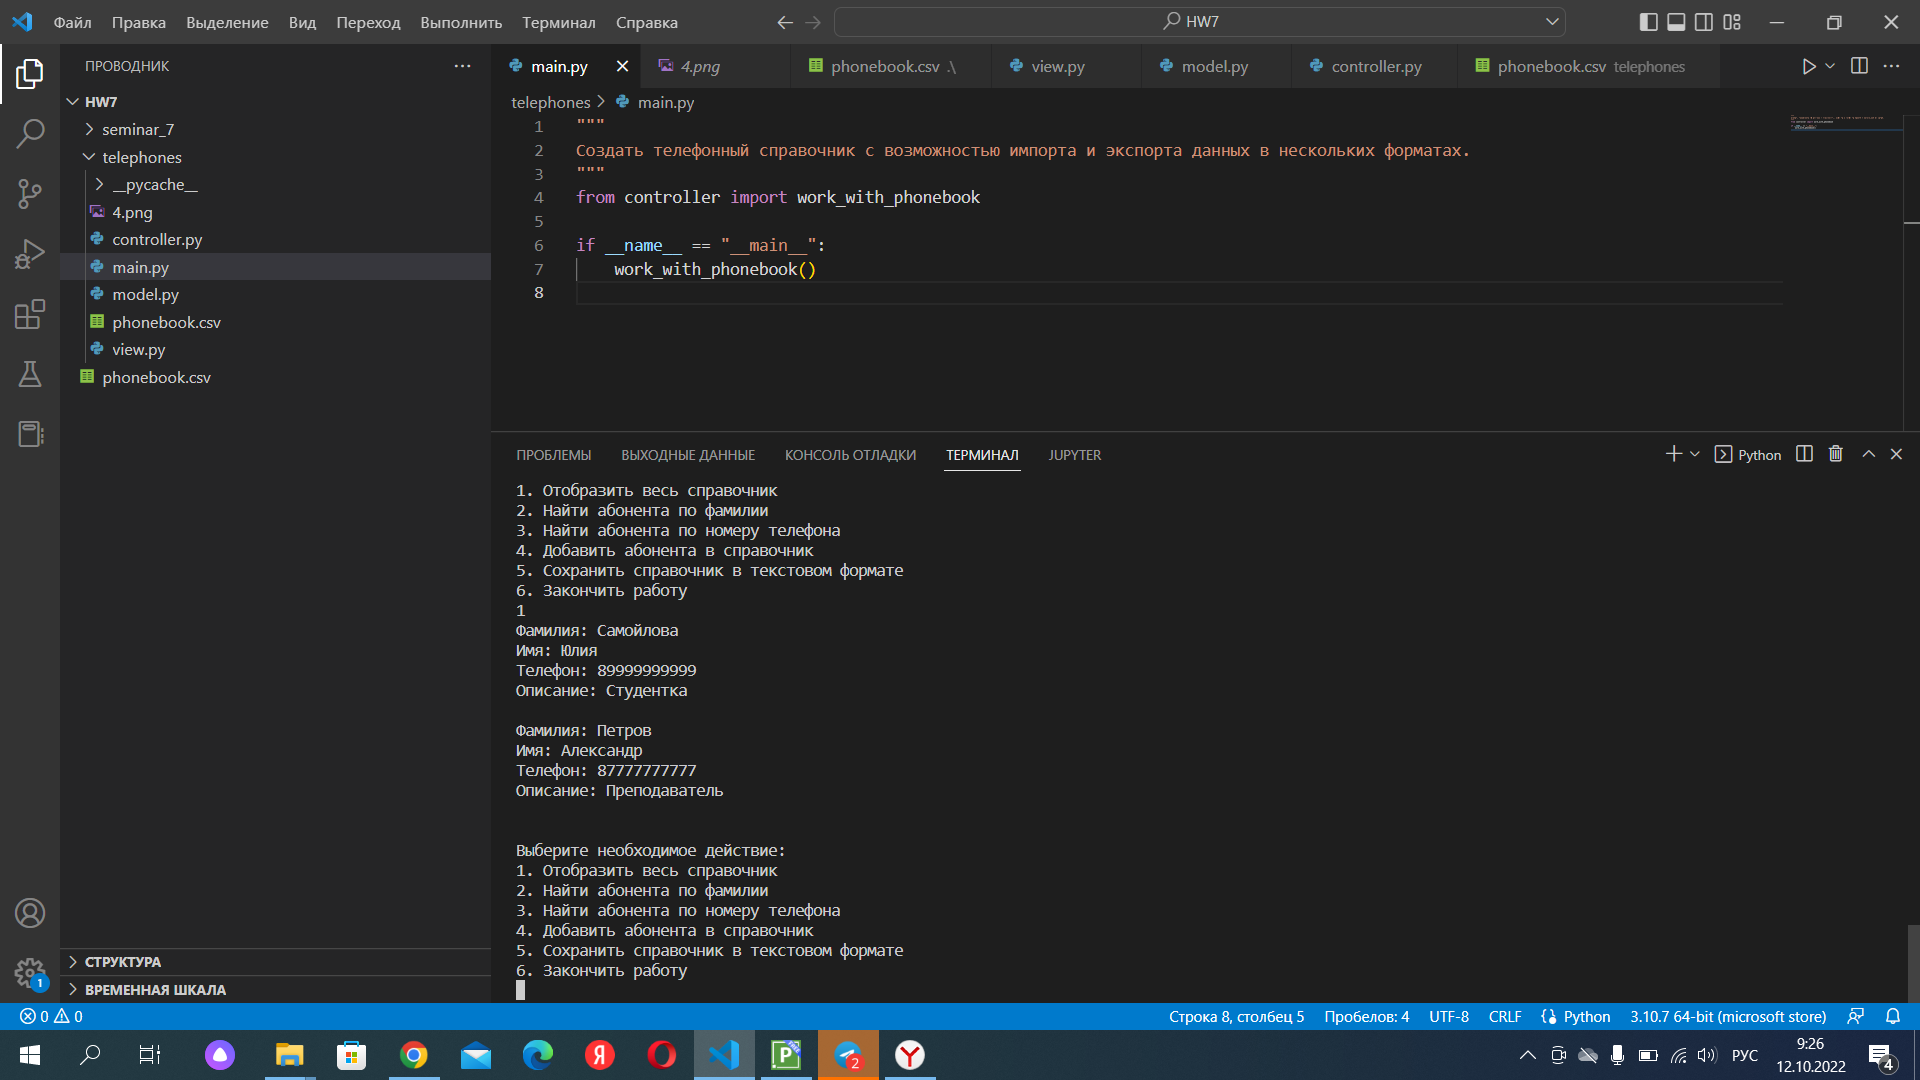 Файл Правка Выделение Вид Переход Выполнить Терминал Справка HW7
ПРОВОДНИК
HW7
seminar_7
telephones
__pycache__
4.png
controller.py
main.py
model.py
phonebook.csv
view.py
phonebook.csv
СТРУКТУРА
ВРЕМЕННАЯ ШКАЛА
1
main.py 4.png phonebook.csv .\ view.py model.py controller.py phonebook.csv telephones
telephones > main.py
1 """
2 Создать телефонный справочник с возможностью импорта и экспорта данных в нескольких форматах.
3 """
4 from controller import work_with_phonebook
5
6 if __name__ == "__main__":
7 work_with_phonebook()
8
ПРОБЛЕМЫ ВЫХОДНЫЕ ДАННЫЕ КОНСОЛЬ ОТЛАДКИ ТЕРМИНАЛ JUPYTER Python
1. Отобразить весь справочник
2. Найти абонента по фамилии
3. Найти абонента по номеру телефона
4. Добавить абонента в справочник
5. Сохранить справочник в текстовом формате
6. Закончить работу
1
Фамилия: Самойлова
Имя: Юлия
Телефон: 89999999999
Описание: Студентка
Фамилия: Петров
Имя: Александр
Телефон: 87777777777
Описание: Преподаватель
Выберите необходимое действие:
1. Отобразить весь справочник
2. Найти абонента по фамилии
3. Найти абонента по номеру телефона
4. Добавить абонента в справочник
5. Сохранить справочник в текстовом формате
6. Закончить работу
0 0 Строка 8, столбец 5 Пробелов: 4 UTF-8 CRLF Python 3.10.7 64-bit (microsoft store)
Я P FREE 2 Y РУС 9:26
12.10.2022 4